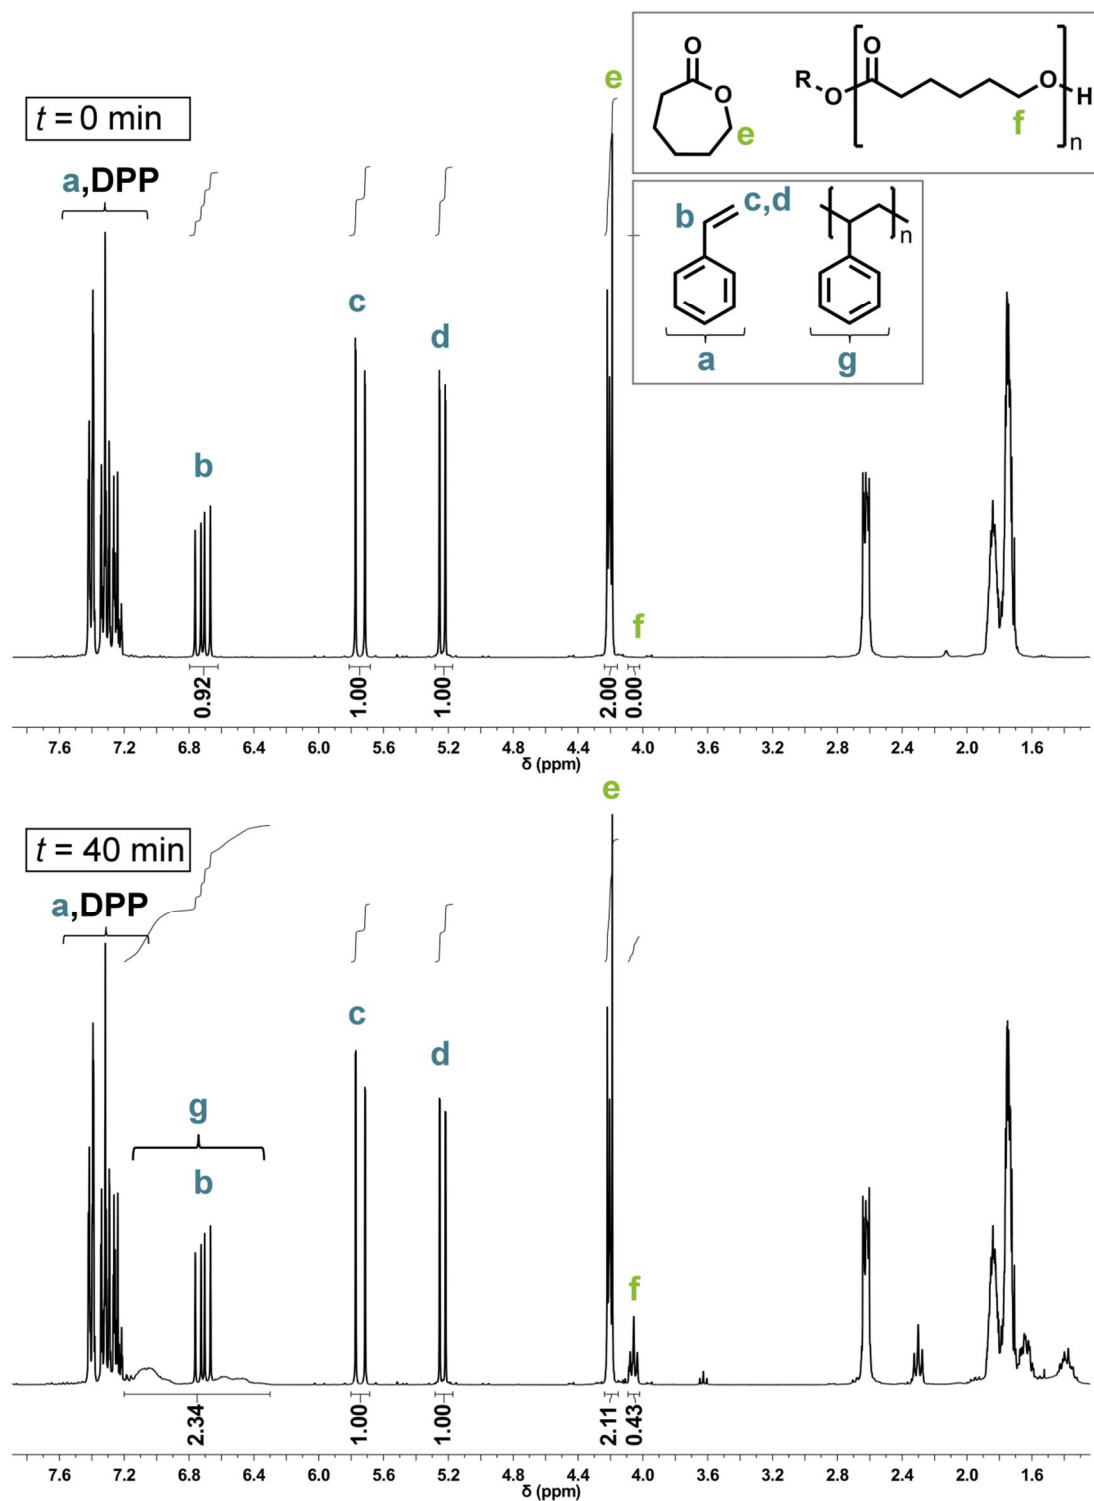 t = 0 min
a,DPP
b
c
d
e
f
O
O
e
R
O
O
O
H
n
f
b
c,d
n
a
g
0.92
1.00
1.00
2.00
0.00
7.6 7.2 6.8 6.4 6.0 5.6 5.2 4.8 4.4 4.0 3.6 3.2 2.8 2.4 2.0 1.6
δ (ppm)
t = 40 min
a,DPP
g
b
c
d
e
f
2.34
1.00
1.00
2.11
0.43
7.6 7.2 6.8 6.4 6.0 5.6 5.2 4.8 4.4 4.0 3.6 3.2 2.8 2.4 2.0 1.6
δ (ppm)